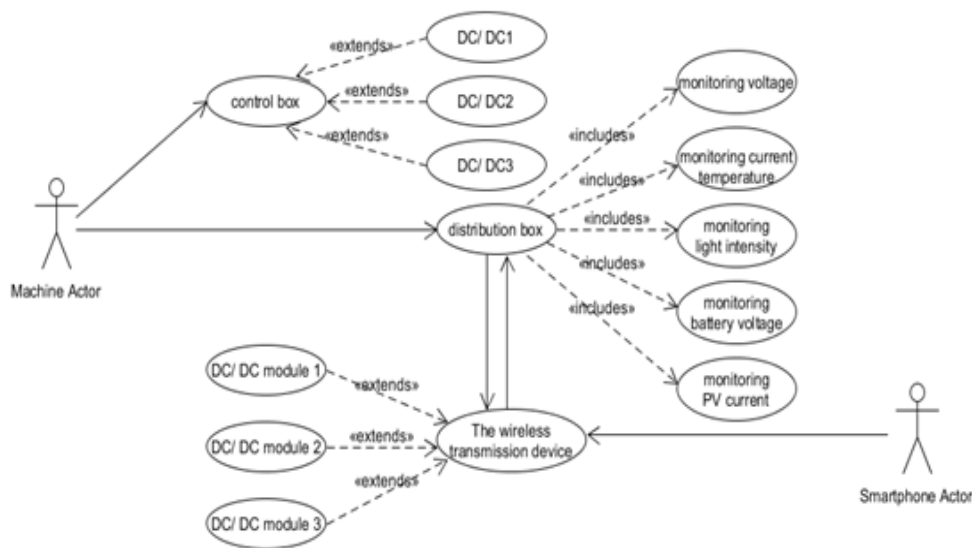 DC/ DC1
«extends»
control box
«extends»
DC/ DC2
«extends»
DC/ DC3
monitoring voltage
«includes»
monitoring current
temperature
«includes»
distribution box
«includes»
monitoring
light intensity
«includes»
monitoring
battery voltage
«includes»
monitoring
PV current
Machine Actor
DC/ DC module 1
«extends»
DC/ DC module 2
«extends»
The wireless
transmission device
«extends»
DC/ DC module 3
Smartphone Actor